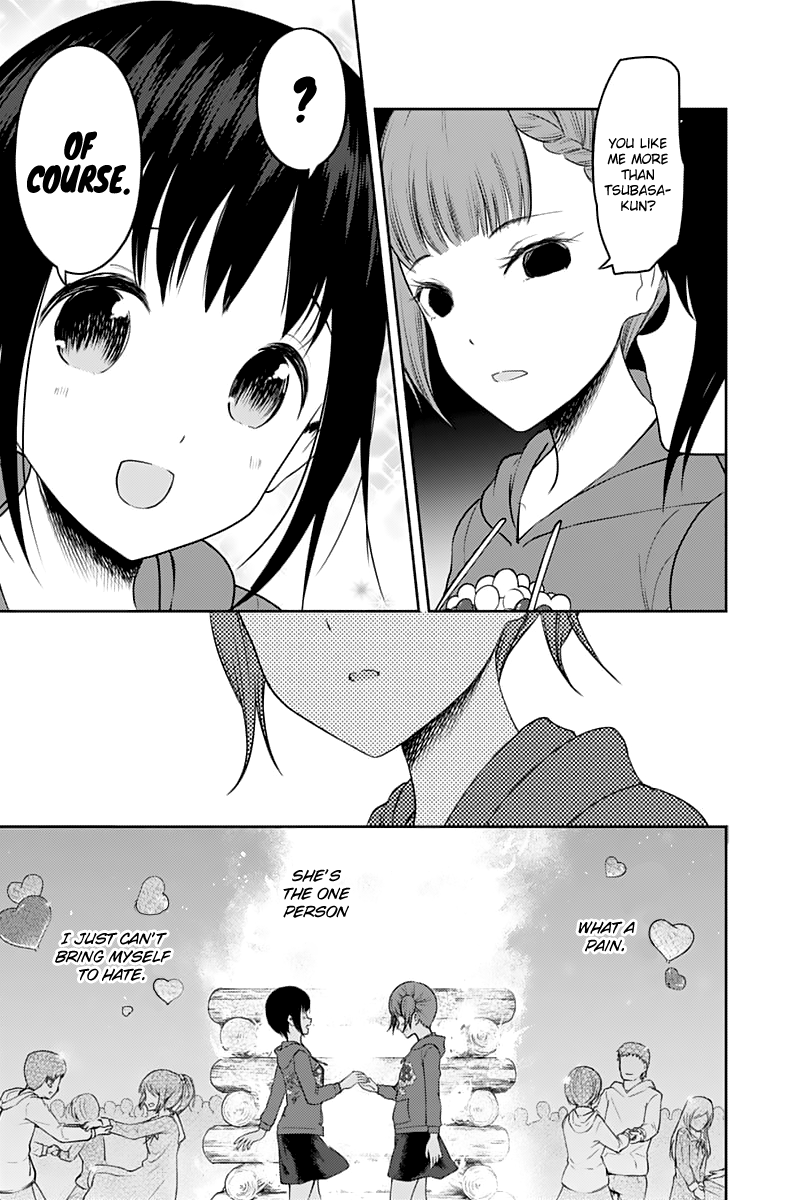 YOU LIKE
ME MORE
THAN
TSUBASA-
KUN?
?
OF
COURSE.
WHAT A
PAIN.
SHE'S
THE ONE
PERSON
I JUST CAN'T
BRING MYSELF
TO HATE.